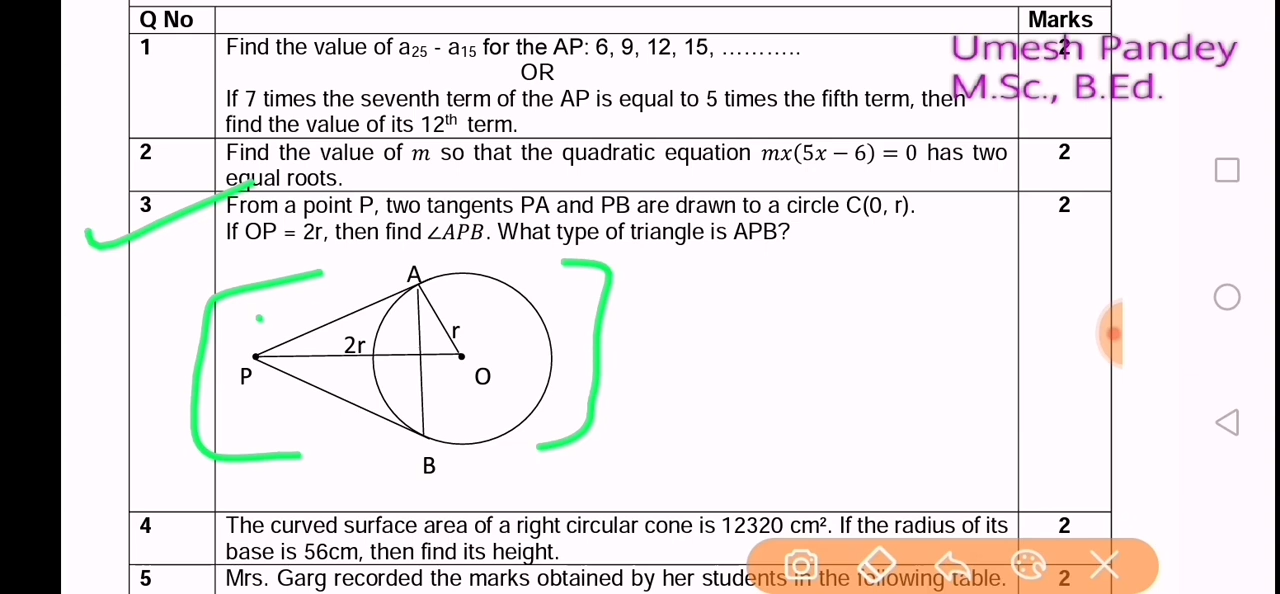 Q No Marks
1 Find the value of a25 - a15 for the AP: 6, 9, 12, 15, ........... 2
Umesh Pandey
OR
M.Sc., B.Ed.
If 7 times the seventh term of the AP is equal to 5 times the fifth term, then
find the value of its 12th term.
2 Find the value of m so that the quadratic equation mx(5x – 6) = 0 has two 2
equal roots.
3 From a point P, two tangents PA and PB are drawn to a circle C(0, r). 2
If OP = 2r, then find ∠APB. What type of triangle is APB?
A
r
2r
P
O
B
4 The curved surface area of a right circular cone is 12320 cm². If the radius of its 2
base is 56cm, then find its height.
5 Mrs. Garg recorded the marks obtained by her students in the following table. 2